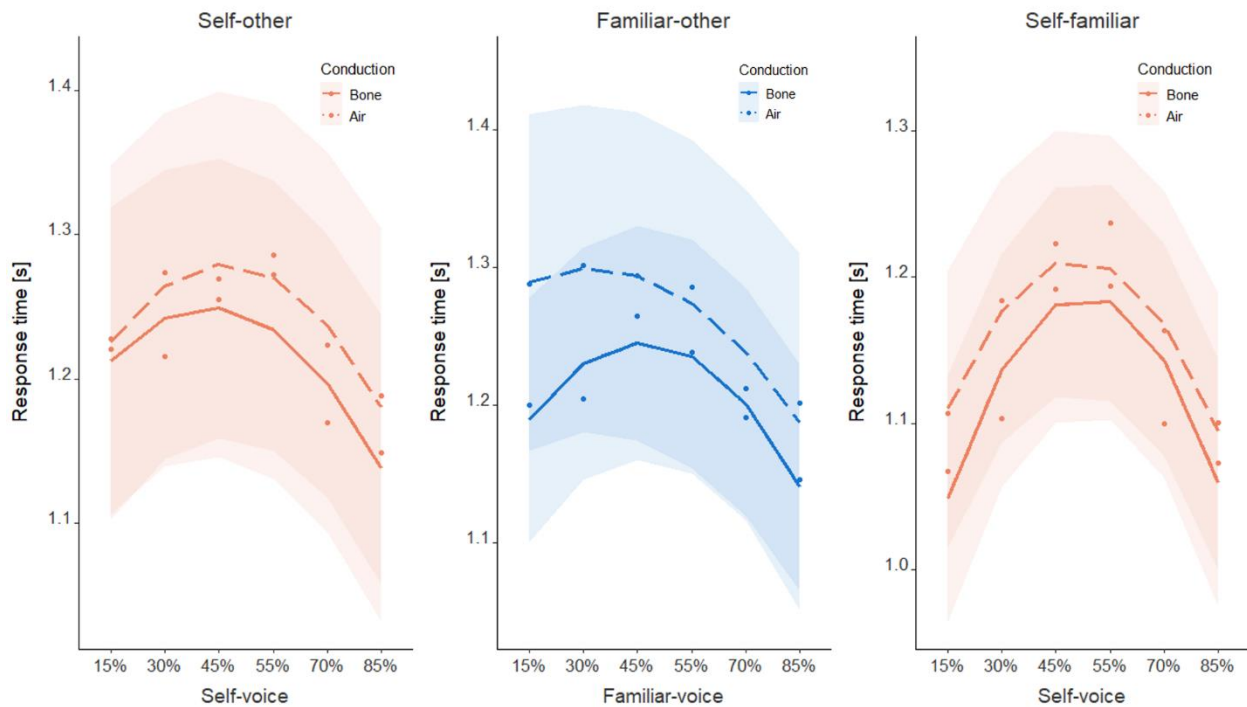 Self-other
Conduction
Bone
Air
Response time [s]
1.4
1.3
1.2
1.1
15% 30% 45% 55% 70% 85%
Self-voice
Familiar-other
Conduction
Bone
Air
Response time [s]
1.4
1.3
1.2
1.1
15% 30% 45% 55% 70% 85%
Familiar-voice
Self-familiar
Conduction
Bone
Air
Response time [s]
1.3
1.2
1.1
1.0
15% 30% 45% 55% 70% 85%
Self-voice